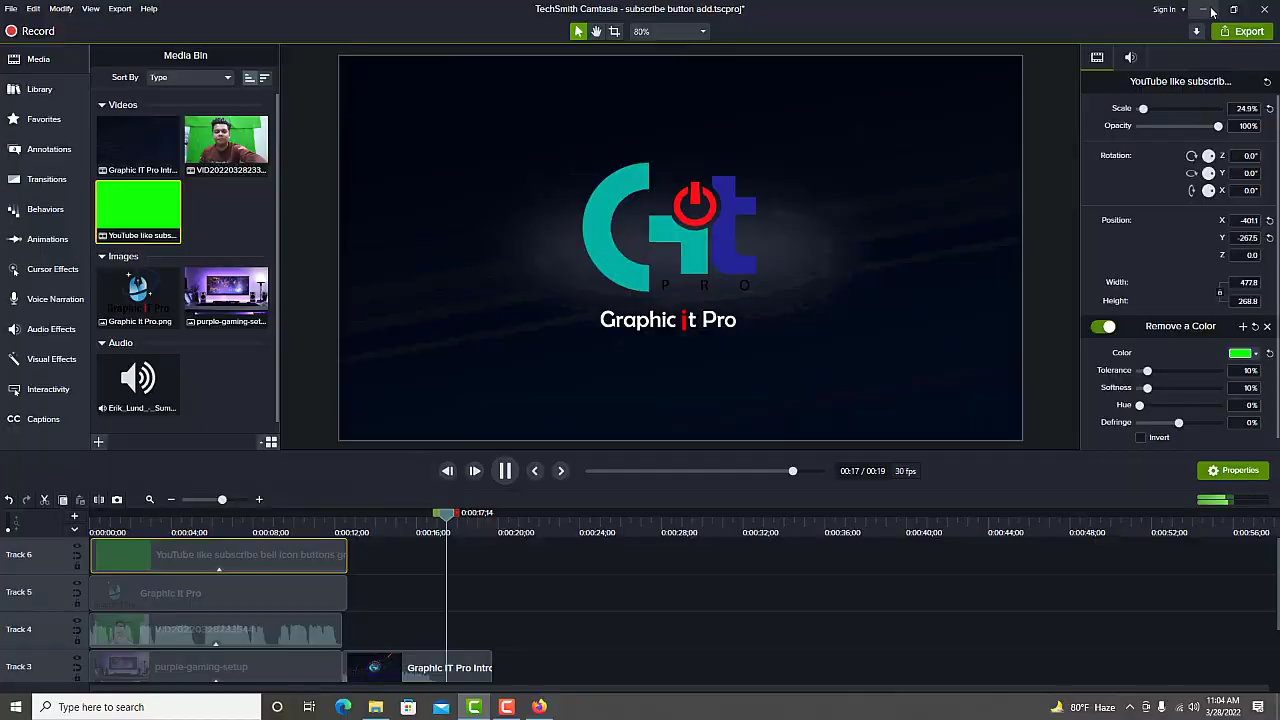 File Edit Modify View Export Help
TechSmith Camtasia - subscribe button add.tscproj*
Sign In
Record
80%
Export
Media
Library
Favorites
Annotations
Transitions
Behaviors
Animations
Cursor Effects
Voice Narration
Audio Effects
Visual Effects
Interactivity
CC Captions
Media Bin
Sort By Type
Videos
Graphic IT Pro Intr...
VID20220328233...
YouTube like subs...
Images
Graphic It Pro.png
purple-gaming-set...
Audio
Erik_Lund_-_Sum...
Git
PRO
Graphic it Pro
YouTube like subscrib...
Scale 24.9%
Opacity 100%
Rotation: Z 0.0°
Y 0.0°
X 0.0°
Position: X -401.1
Y -267.5
Z 0.0
Width: 477.8
Height: 268.8
Remove a Color
Color
Tolerance 10%
Softness 10%
Hue 0%
Defringe 0%
Invert
00:17 / 00:19 30 fps
Properties
0:00:17;14
0:00:00;00 0:00:04;00 0:00:08;00 0:00:12;00 0:00:16;00 0:00:20;00 0:00:24;00 0:00:28;00 0:00:32;00 0:00:36;00 0:00:40;00 0:00:44;00 0:00:48;00 0:00:52;00 0:00:56;00
Track 6
YouTube like subscribe bell icon buttons gr
Track 5
Graphic It Pro
Track 4
Track 3
purple-gaming-setup
Graphic IT Pro Intro
Type here to search
80°F Haze
11:04 AM
3/28/2022